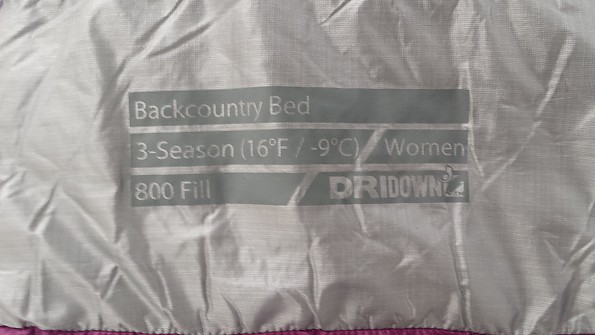 Backcountry Bed
3-Season (16°F / -9°C) / Women
800 Fill DRIDOWN